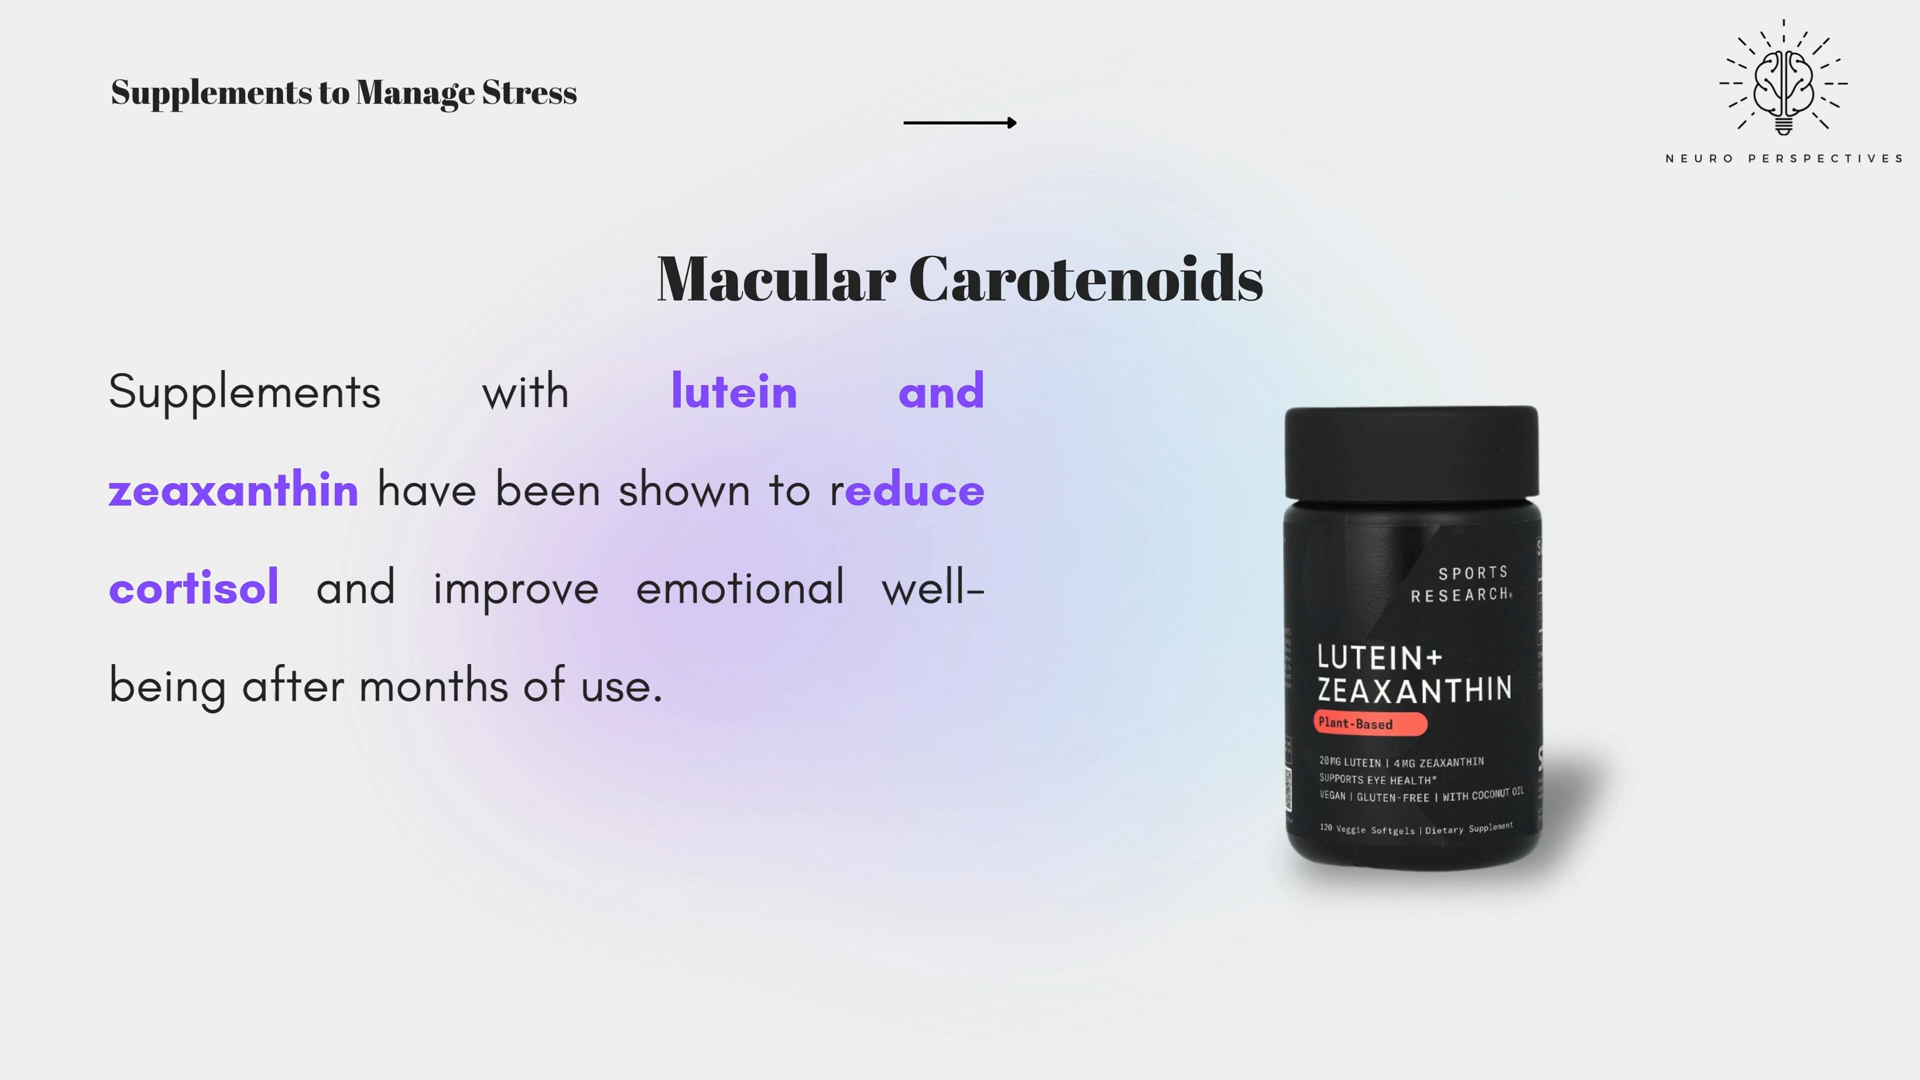 Supplements to Manage Stress
NEURO PERSPECTIVES
Macular Carotenoids
Supplements with lutein and
zeaxanthin have been shown to reduce
cortisol and improve emotional well-
being after months of use.
SPORTS
RESEARCH®
LUTEIN+
ZEAXANTHIN
Plant-Based
20MG LUTEIN | 4MG ZEAXANTHIN
SUPPORTS EYE HEALTH*
VEGAN | GLUTEN-FREE | WITH COCONUT OIL
120 Veggie Softgels | Dietary Supplement